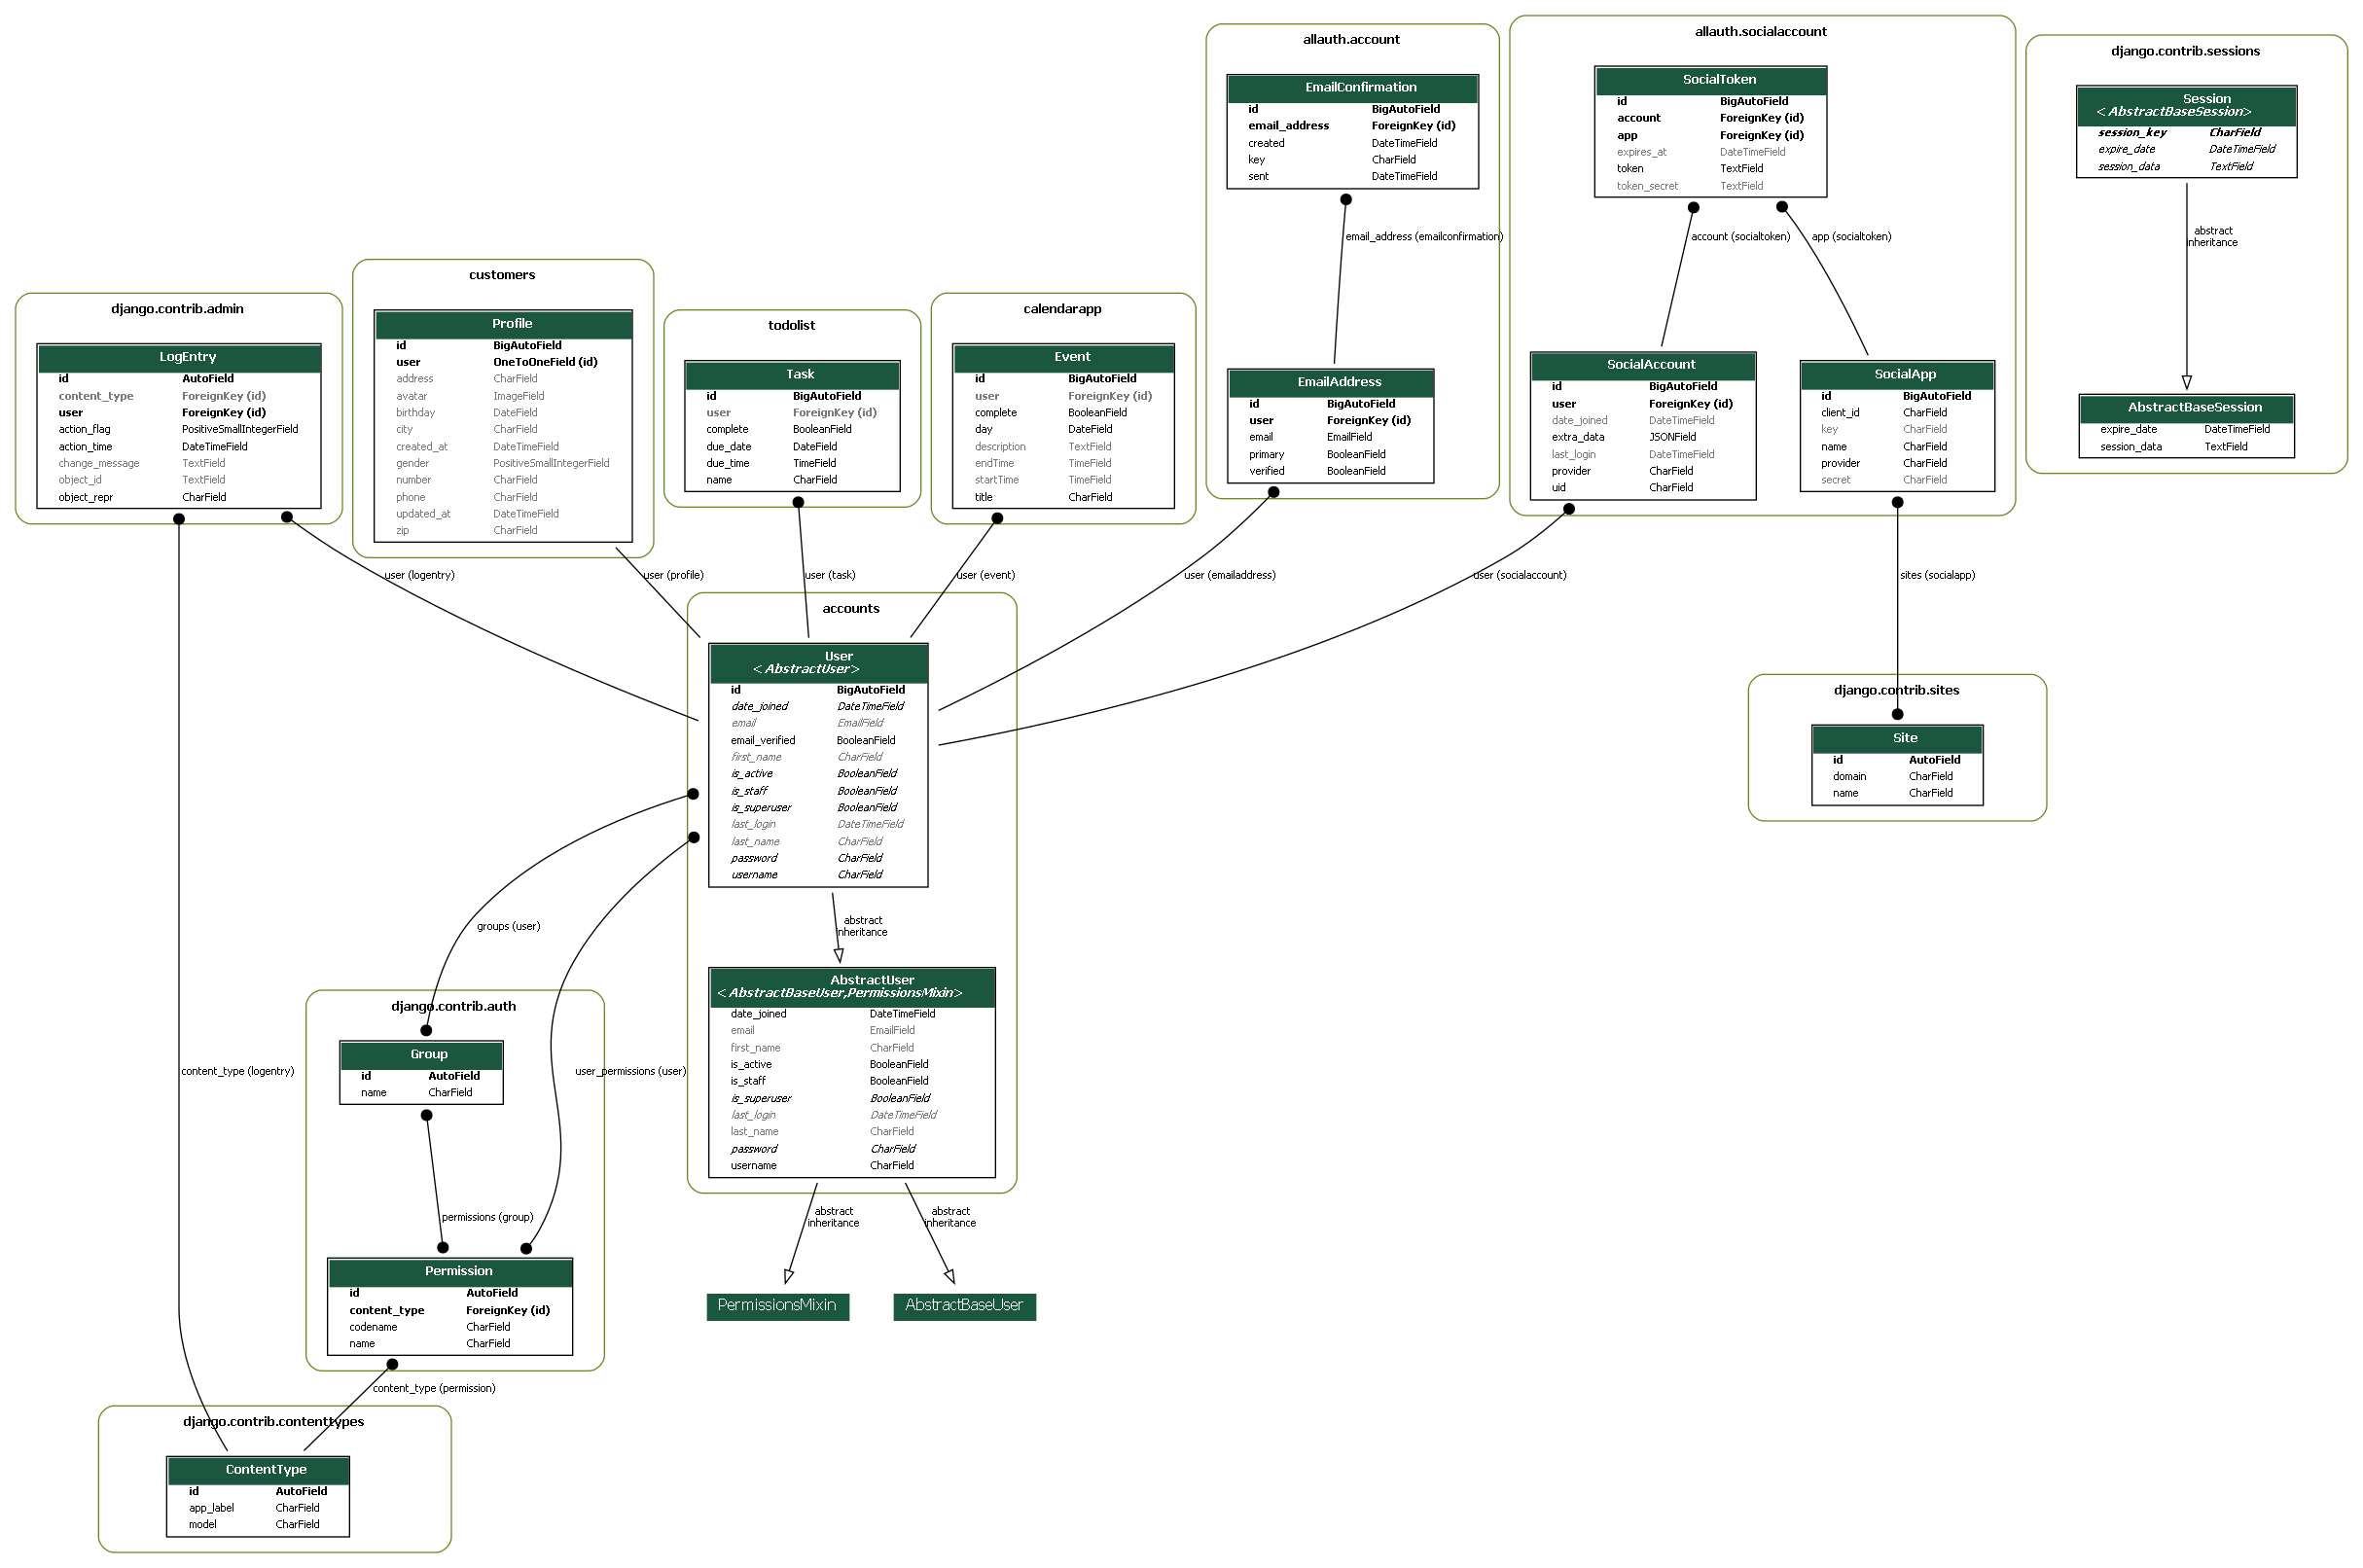 allauth.account
EmailConfirmation
id BigAutoField
email_address ForeignKey (id)
created DateTimeField
key CharField
sent DateTimeField
email_address (emailconfirmation)
EmailAddress
id BigAutoField
user ForeignKey (id)
email EmailField
primary BooleanField
verified BooleanField
allauth.socialaccount
SocialToken
id BigAutoField
account ForeignKey (id)
app ForeignKey (id)
expires_at DateTimeField
token TextField
token_secret TextField
account (socialtoken)
app (socialtoken)
SocialAccount
id BigAutoField
user ForeignKey (id)
date_joined DateTimeField
extra_data JSONField
last_login DateTimeField
provider CharField
uid CharField
SocialApp
id BigAutoField
client_id CharField
key CharField
name CharField
provider CharField
secret CharField
django.contrib.sessions
Session
<AbstractBaseSession>
session_key CharField
expire_date DateTimeField
session_data TextField
abstract
inheritance
AbstractBaseSession
expire_date DateTimeField
session_data TextField
django.contrib.admin
LogEntry
id AutoField
content_type ForeignKey (id)
user ForeignKey (id)
action_flag PositiveSmallIntegerField
action_time DateTimeField
change_message TextField
object_id TextField
object_repr CharField
customers
Profile
id BigAutoField
user OneToOneField (id)
address CharField
avatar ImageField
birthday DateField
city CharField
created_at DateTimeField
gender PositiveSmallIntegerField
number CharField
phone CharField
updated_at DateTimeField
zip CharField
todolist
Task
id BigAutoField
user ForeignKey (id)
complete BooleanField
due_date DateField
due_time TimeField
name CharField
calendarapp
Event
id BigAutoField
user ForeignKey (id)
complete BooleanField
day DateField
description TextField
endTime TimeField
startTime TimeField
title CharField
user (logentry)
user (profile)
user (task)
user (event)
user (emailaddress)
user (socialaccount)
sites (socialapp)
accounts
User
<AbstractUser>
id BigAutoField
date_joined DateTimeField
email EmailField
email_verified BooleanField
first_name CharField
is_active BooleanField
is_staff BooleanField
is_superuser BooleanField
last_login DateTimeField
last_name CharField
password CharField
username CharField
abstract
inheritance
AbstractUser
<AbstractBaseUser,PermissionsMixin>
date_joined DateTimeField
email EmailField
first_name CharField
is_active BooleanField
is_staff BooleanField
is_superuser BooleanField
last_login DateTimeField
last_name CharField
password CharField
username CharField
abstract
inheritance
abstract
inheritance
PermissionsMixin
AbstractBaseUser
django.contrib.sites
Site
id AutoField
domain CharField
name CharField
groups (user)
user_permissions (user)
content_type (logentry)
django.contrib.auth
Group
id AutoField
name CharField
permissions (group)
Permission
id AutoField
content_type ForeignKey (id)
codename CharField
name CharField
content_type (permission)
django.contrib.contenttypes
ContentType
id AutoField
app_label CharField
model CharField